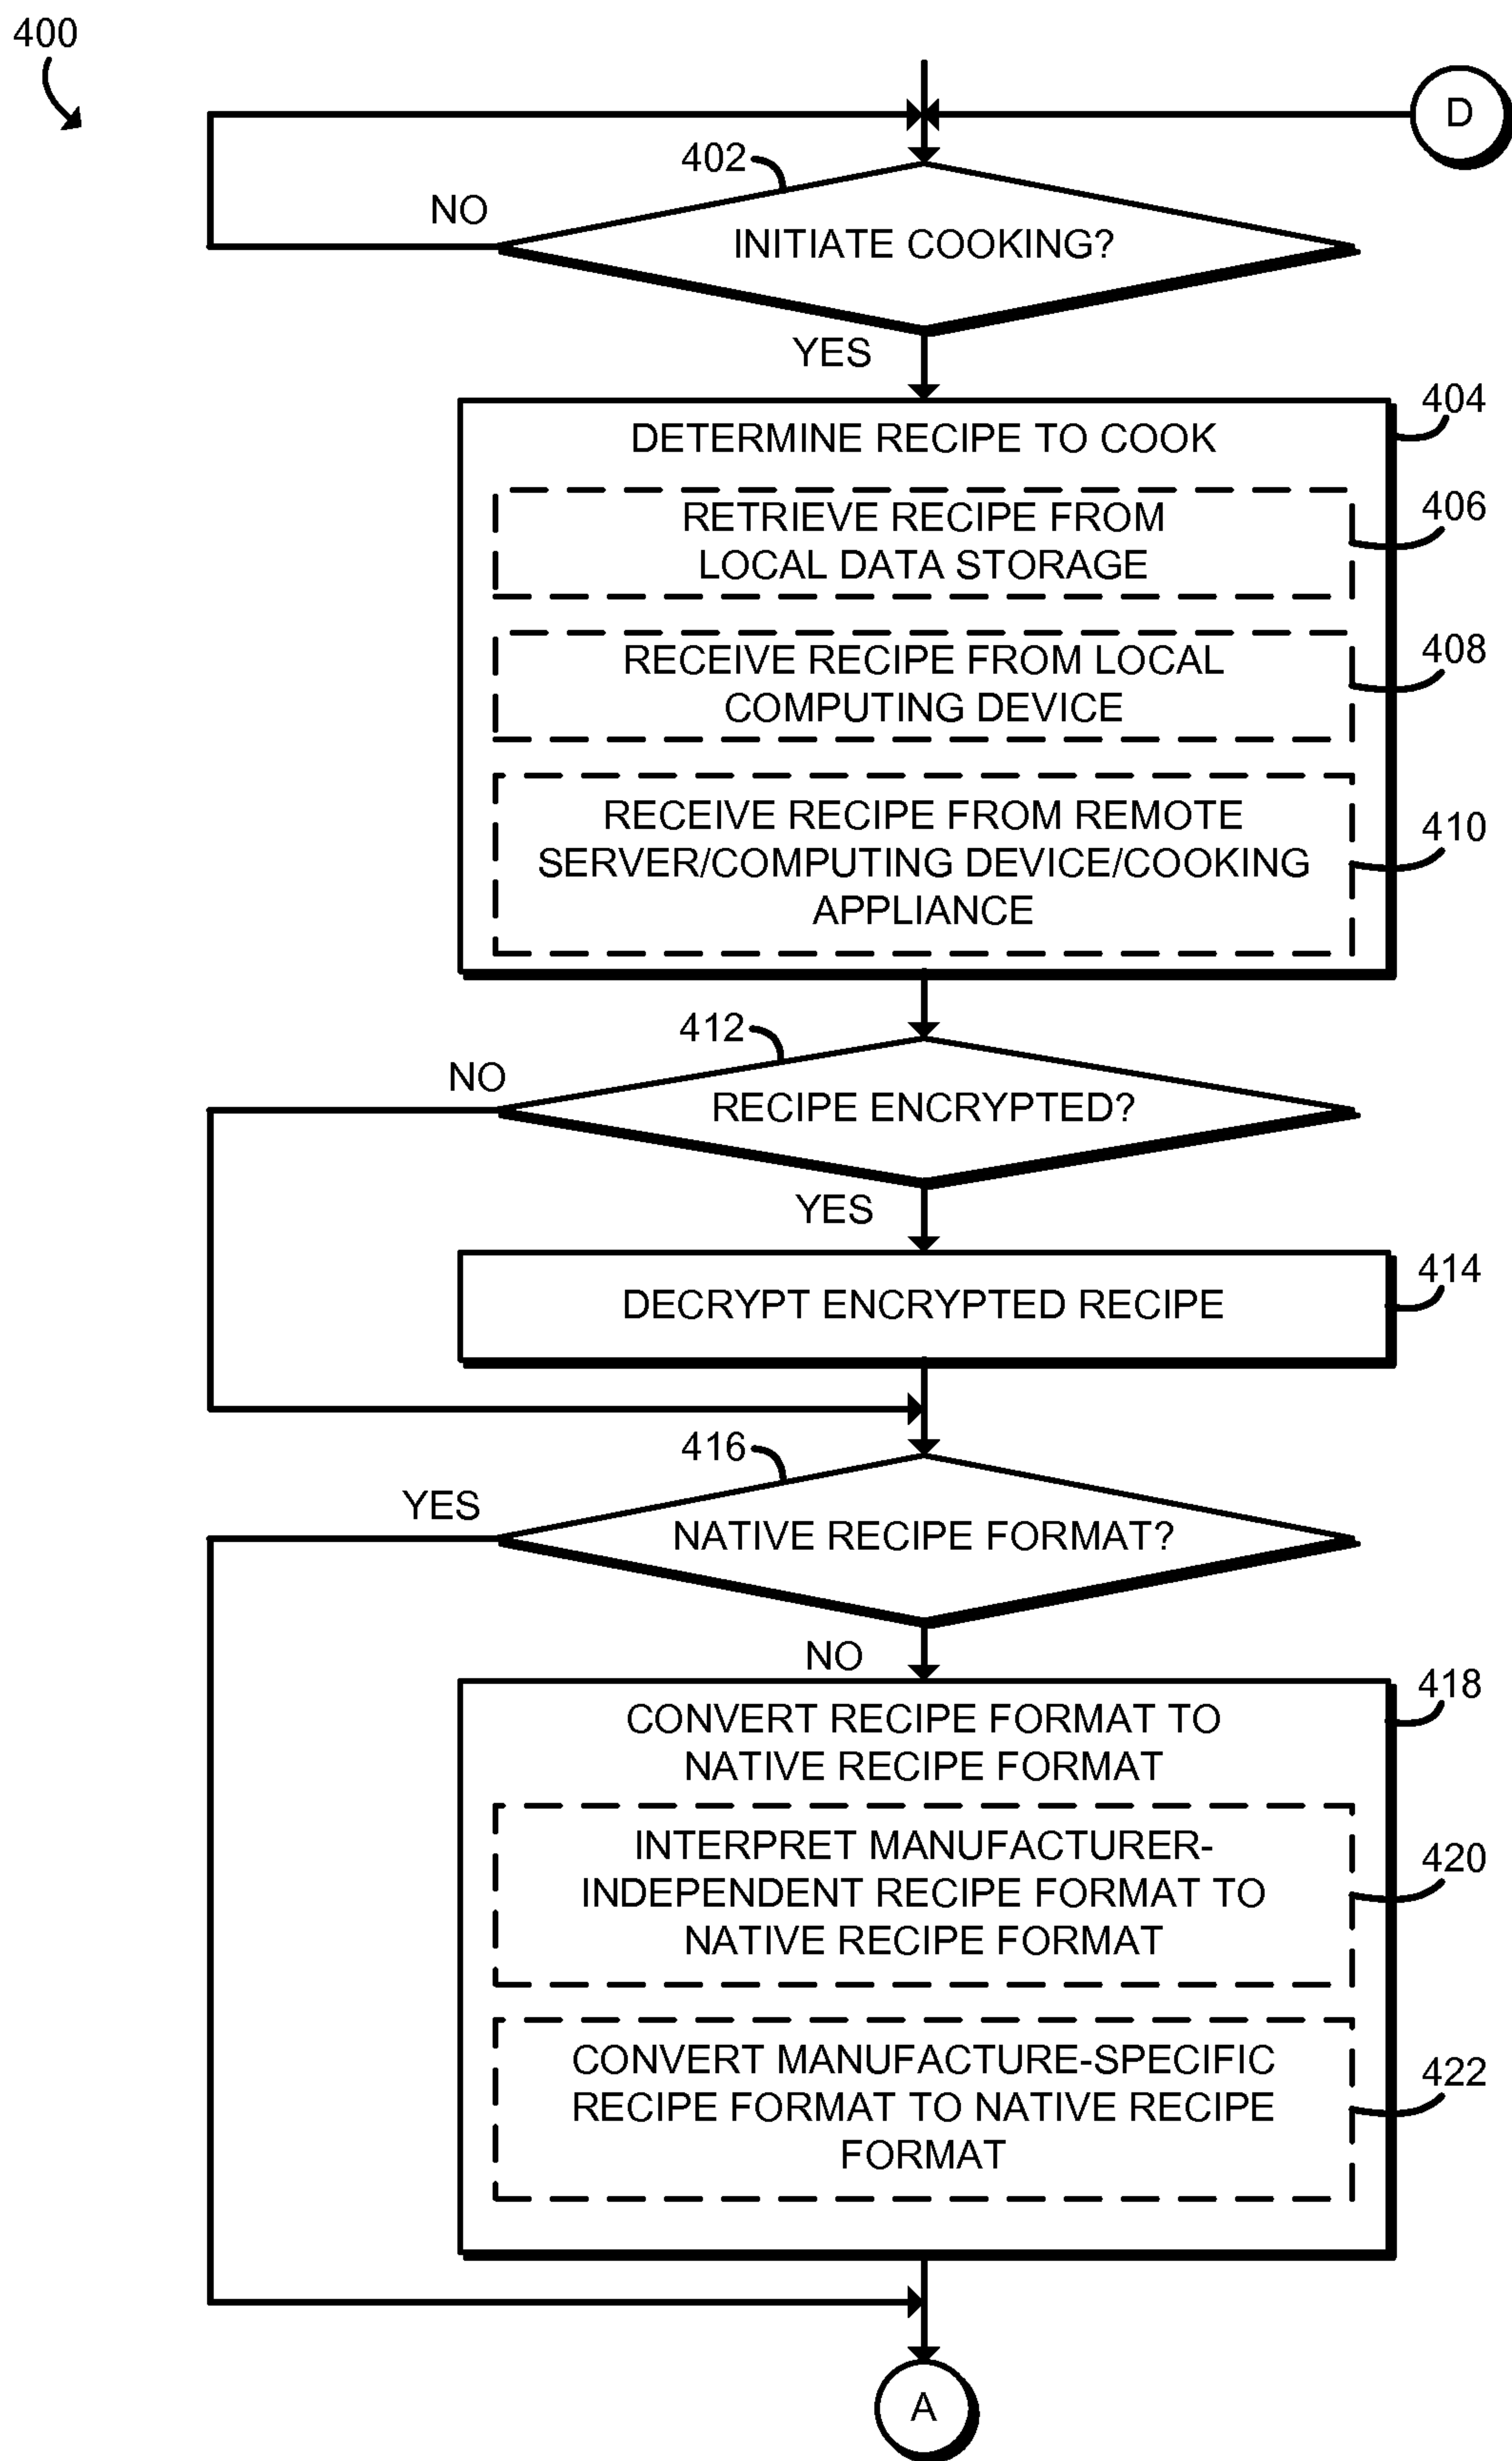 400
D
402
NO
INITIATE COOKING?
YES
404
DETERMINE RECIPE TO COOK
406
RETRIEVE RECIPE FROM
LOCAL DATA STORAGE
408
RECEIVE RECIPE FROM LOCAL
COMPUTING DEVICE
410
RECEIVE RECIPE FROM REMOTE
SERVER/COMPUTING DEVICE/COOKING
APPLIANCE
412
NO
RECIPE ENCRYPTED?
YES
414
DECRYPT ENCRYPTED RECIPE
416
YES
NATIVE RECIPE FORMAT?
NO
418
CONVERT RECIPE FORMAT TO
NATIVE RECIPE FORMAT
420
INTERPRET MANUFACTURER-
INDEPENDENT RECIPE FORMAT TO
NATIVE RECIPE FORMAT
422
CONVERT MANUFACTURE-SPECIFIC
RECIPE FORMAT TO NATIVE RECIPE
FORMAT
A